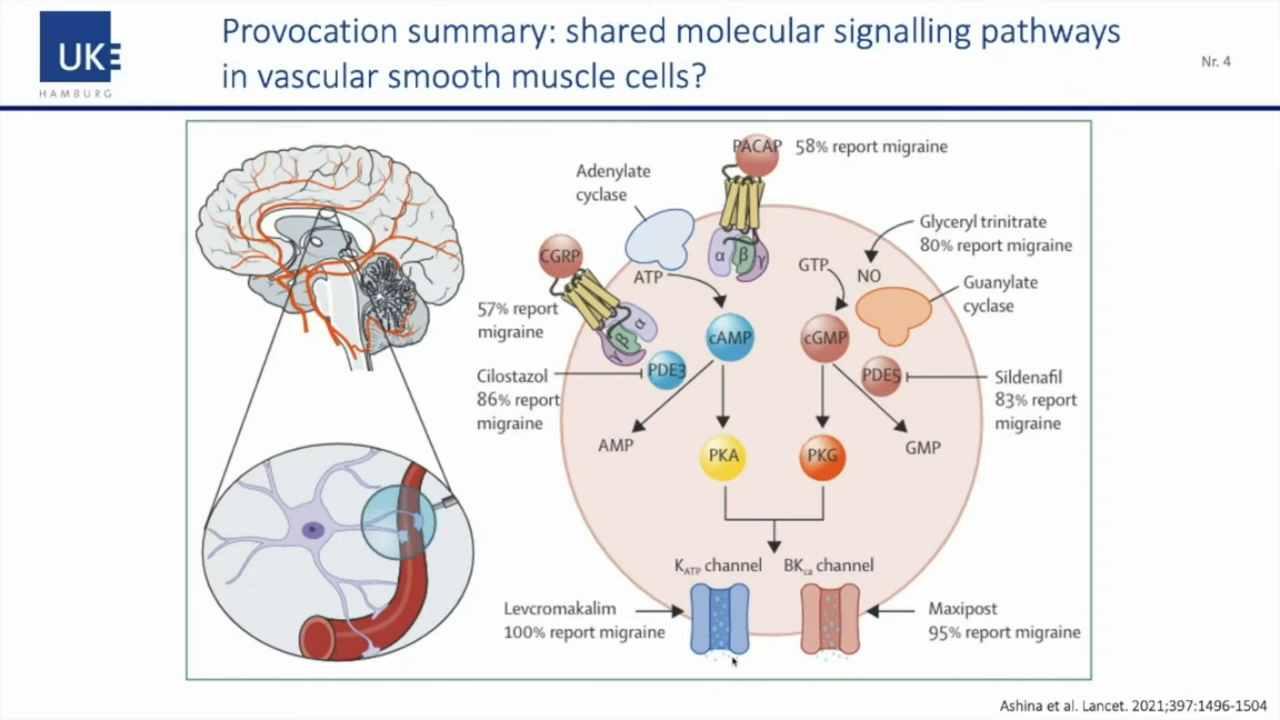 UKE
HAMBURG
Provocation summary: shared molecular signalling pathways
in vascular smooth muscle cells?
Nr. 4
PACAP
58% report migraine
Adenylate
cyclase
α
β
γ
Glyceryl trinitrate
80% report migraine
CGRP
ATP
GTP
NO
Guanylate
cyclase
57% report
migraine
α
β
γ
cAMP
cGMP
Cilostazol
86% report
migraine
PDE3
PDE5
Sildenafil
83% report
migraine
AMP
PKA
PKG
GMP
KATP channel
BKca channel
Levcromakalim
100% report migraine
Maxipost
95% report migraine
Ashina et al. Lancet. 2021;397:1496-1504